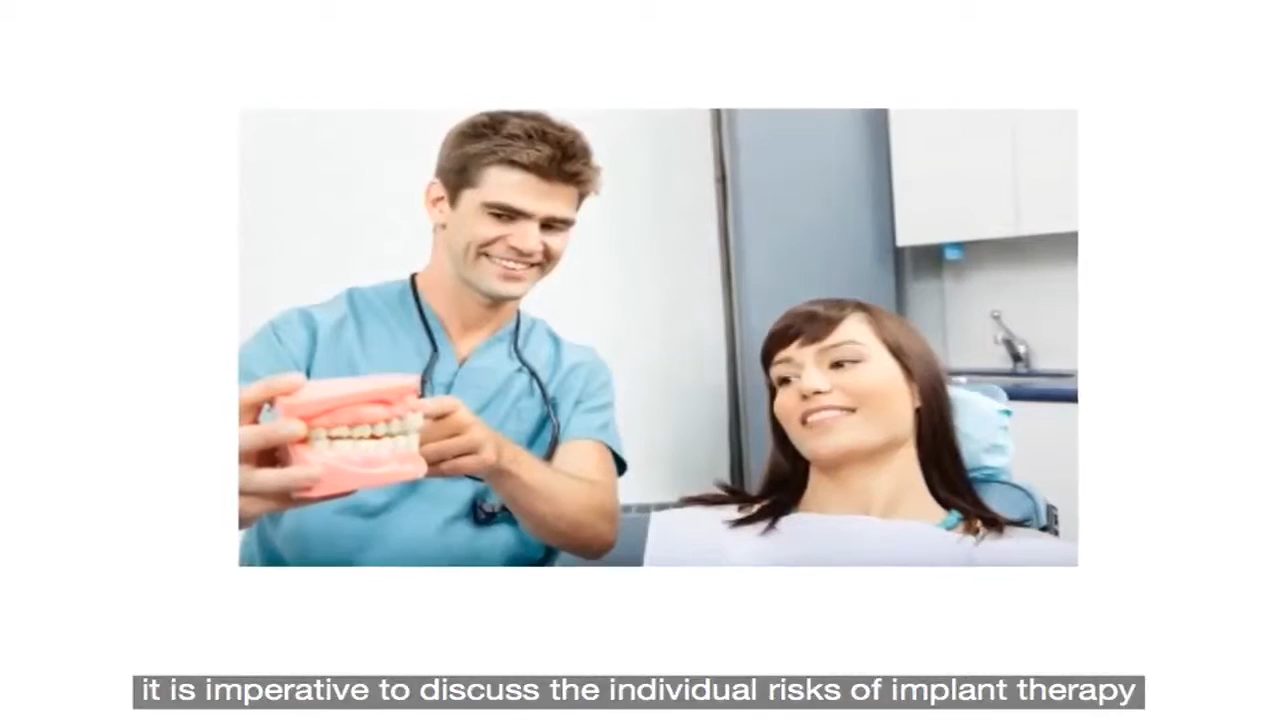 it is imperative to discuss the individual risks of implant therapy